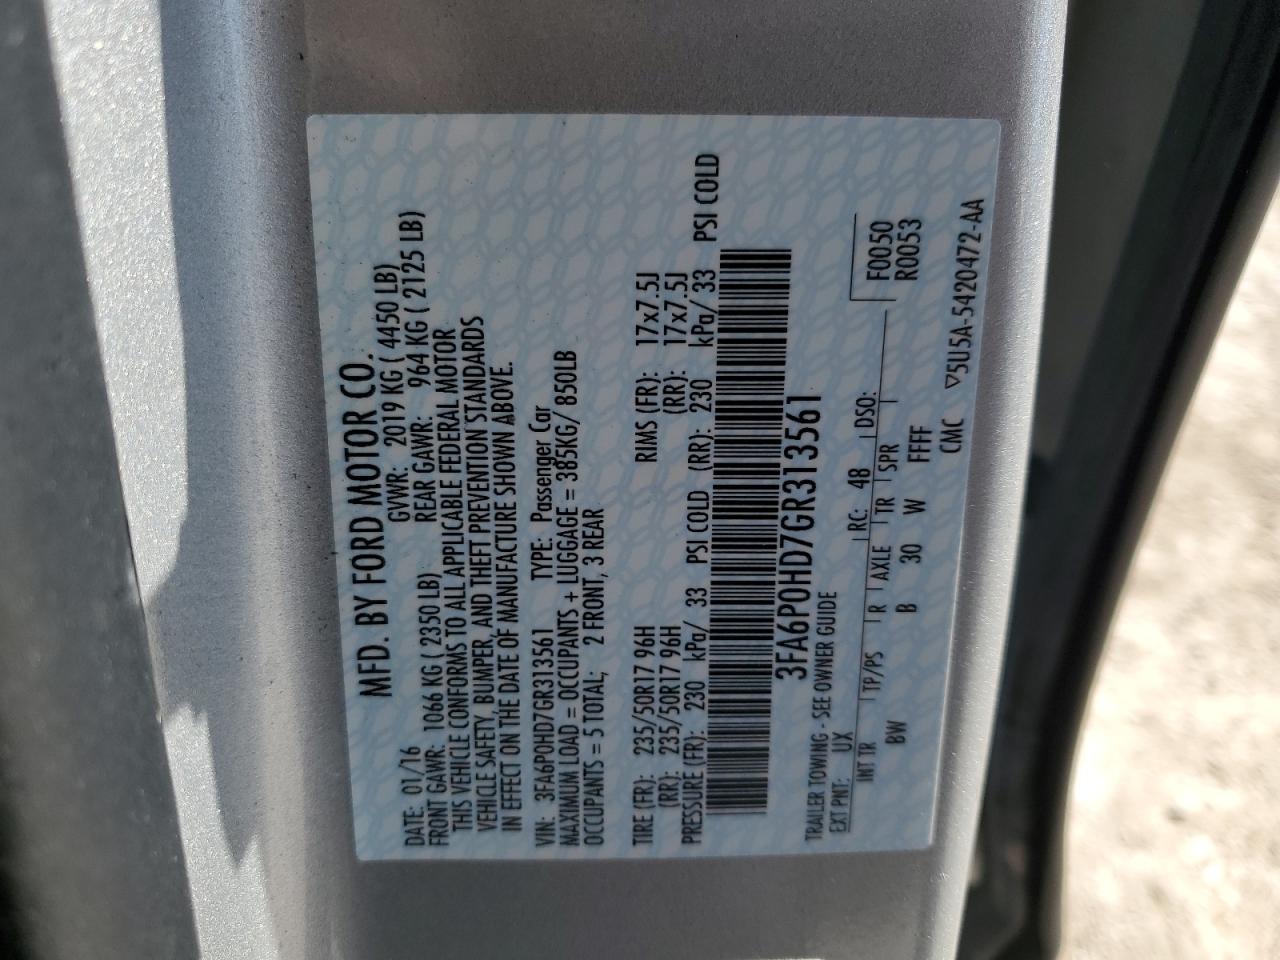 MFD. BY FORD MOTOR CO.
DATE: 01/16 GVWR: 2019 KG ( 4450 LB)
FRONT GAWR: 1066 KG ( 2350 LB) REAR GAWR: 964 KG ( 2125 LB)
THIS VEHICLE CONFORMS TO ALL APPLICABLE FEDERAL MOTOR
VEHICLE SAFETY, BUMPER, AND THEFT PREVENTION STANDARDS
IN EFFECT ON THE DATE OF MANUFACTURE SHOWN ABOVE.
VIN: 3FA6P0HD7GR313561 TYPE: Passenger Car
MAXIMUM LOAD = OCCUPANTS + LUGGAGE = 385KG/ 850LB
OCCUPANTS = 5 TOTAL; 2 FRONT, 3 REAR
TIRE (FR): 235/50R17 96H RIMS (FR): 17x7.5J
(RR): 235/50R17 96H (RR): 17x7.5J
PRESSURE (FR): 230 kPa/ 33 PSI COLD (RR): 230 kPa/ 33 PSI COLD
3FA6P0HD7GR313561
TRAILER TOWING - SEE OWNER GUIDE F0050
EXT PNT: UX RC: 48 DSO: R0053
INT TR TP/PS R AXLE TR SPR
BW B 30 W FFFF
CMC ▽5U5A-5420472-AA